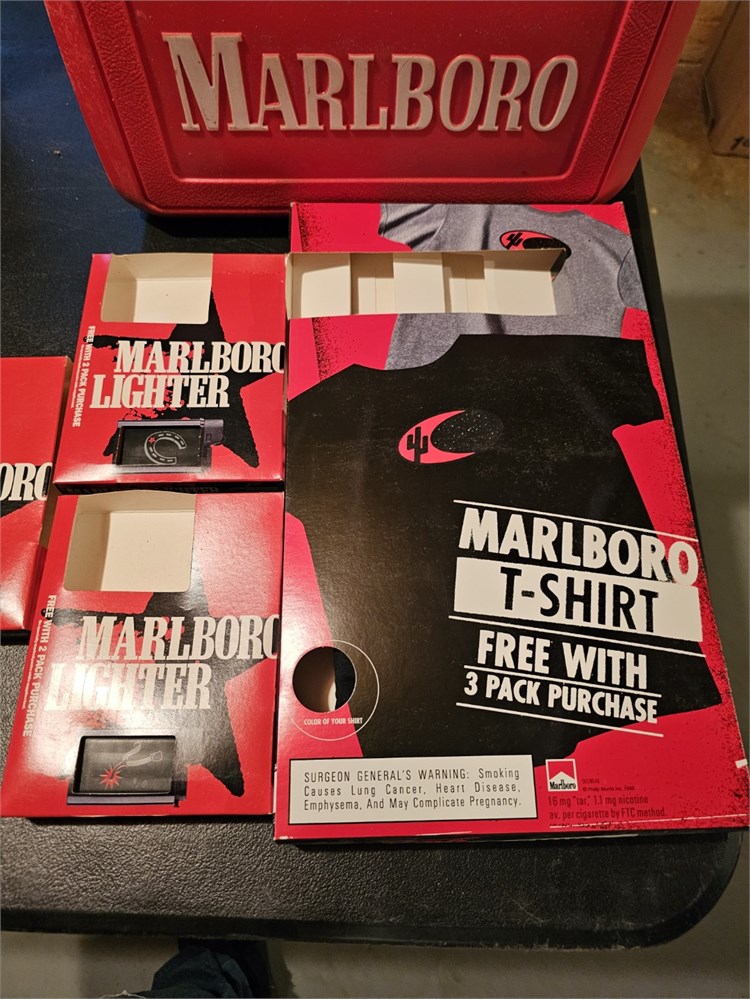 MARLBORO
FREE WITH 2 PACK PURCHASE
MARLBORO
LIGHTER
ORO
FREE WITH 2 PACK PURCHASE
MARLBORO
LIGHTER
MARLBORO
T-SHIRT
FREE WITH
3 PACK PURCHASE
COLOR OF YOUR SHIRT
SURGEON GENERAL'S WARNING: Smoking
Causes Lung Cancer, Heart Disease,
Emphysema, And May Complicate Pregnancy.
Marlboro
16 mg "tar," 1.1 mg nicotine
av. per cigarette by FTC method.